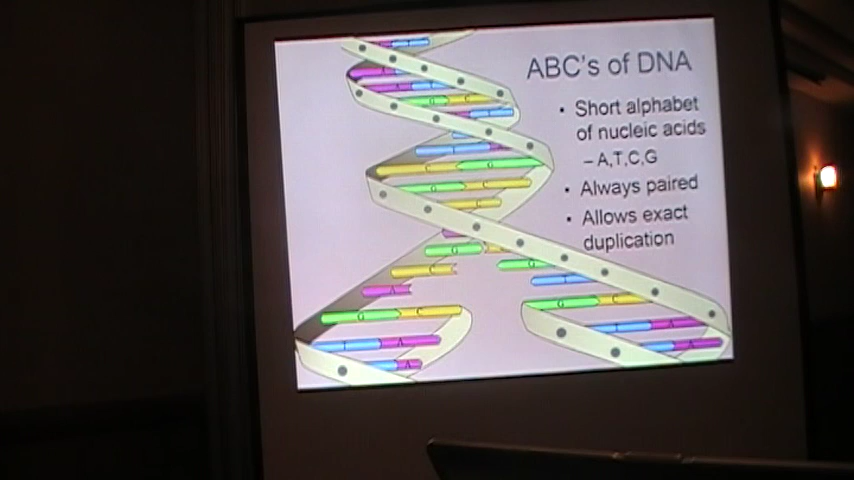 ABC's of DNA
• Short alphabet
of nucleic acids
– A,T,C,G
• Always paired
• Allows exact
duplication